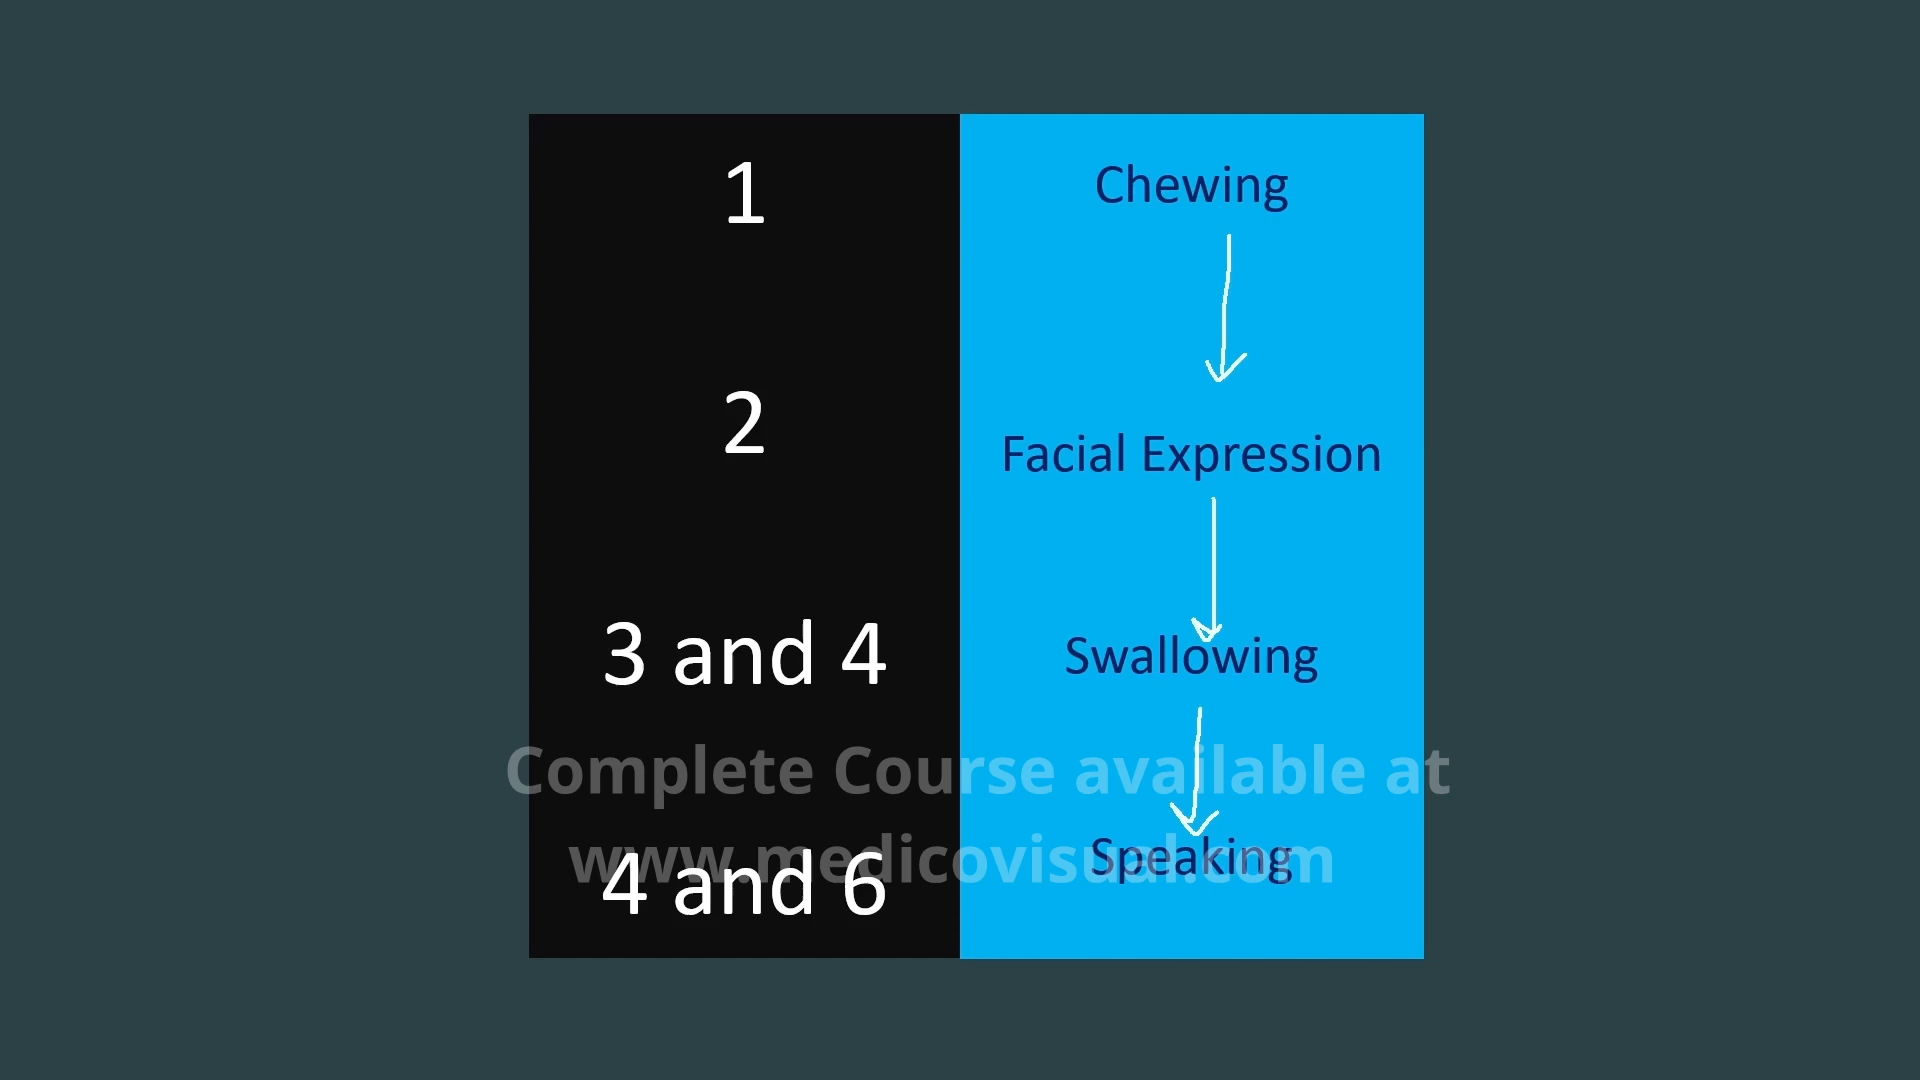 1
Chewing
2
Facial Expression
3 and 4
Swallowing
Complete Course available at
www.medicovisual.com
4 and 6
Speaking